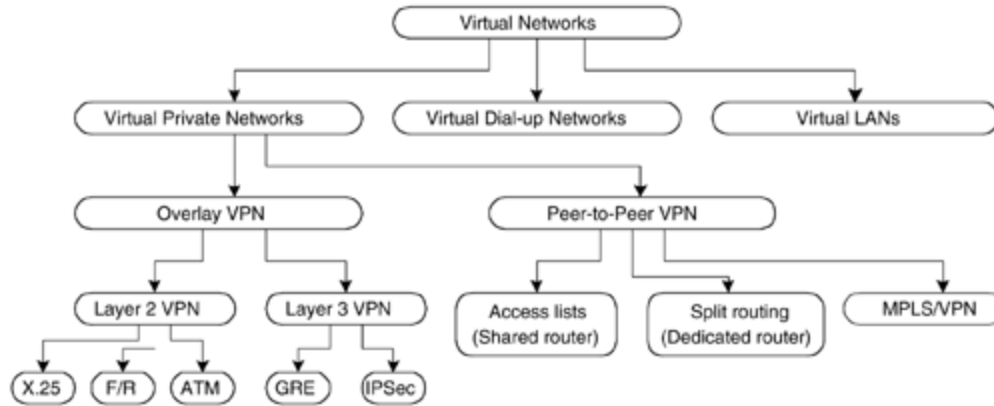 Virtual Networks
Virtual Private Networks
Virtual Dial-up Networks
Virtual LANs
Overlay VPN
Peer-to-Peer VPN
Layer 2 VPN
Layer 3 VPN
Access lists
(Shared router)
Split routing
(Dedicated router)
MPLS/VPN
X.25
F/R
ATM
GRE
IPSec